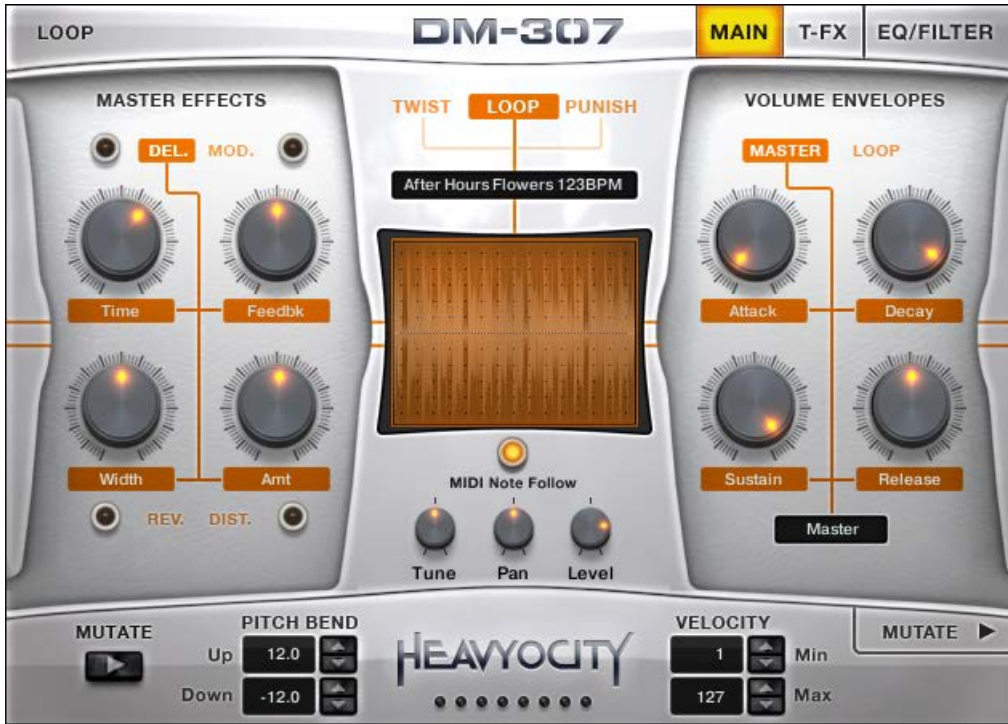 LOOP
DM-307
MAIN T-FX EQ/FILTER
MASTER EFFECTS
DEL. MOD.
Time Feedbk
Width Amt
REV. DIST.
TWIST LOOP PUNISH
After Hours Flowers 123BPM
MIDI Note Follow
Tune Pan Level
VOLUME ENVELOPES
MASTER LOOP
Attack Decay
Sustain Release
Master
MUTATE
PITCH BEND
Up 12.0
Down -12.0
HEAVYOCITY
VELOCITY
1 Min
127 Max
MUTATE